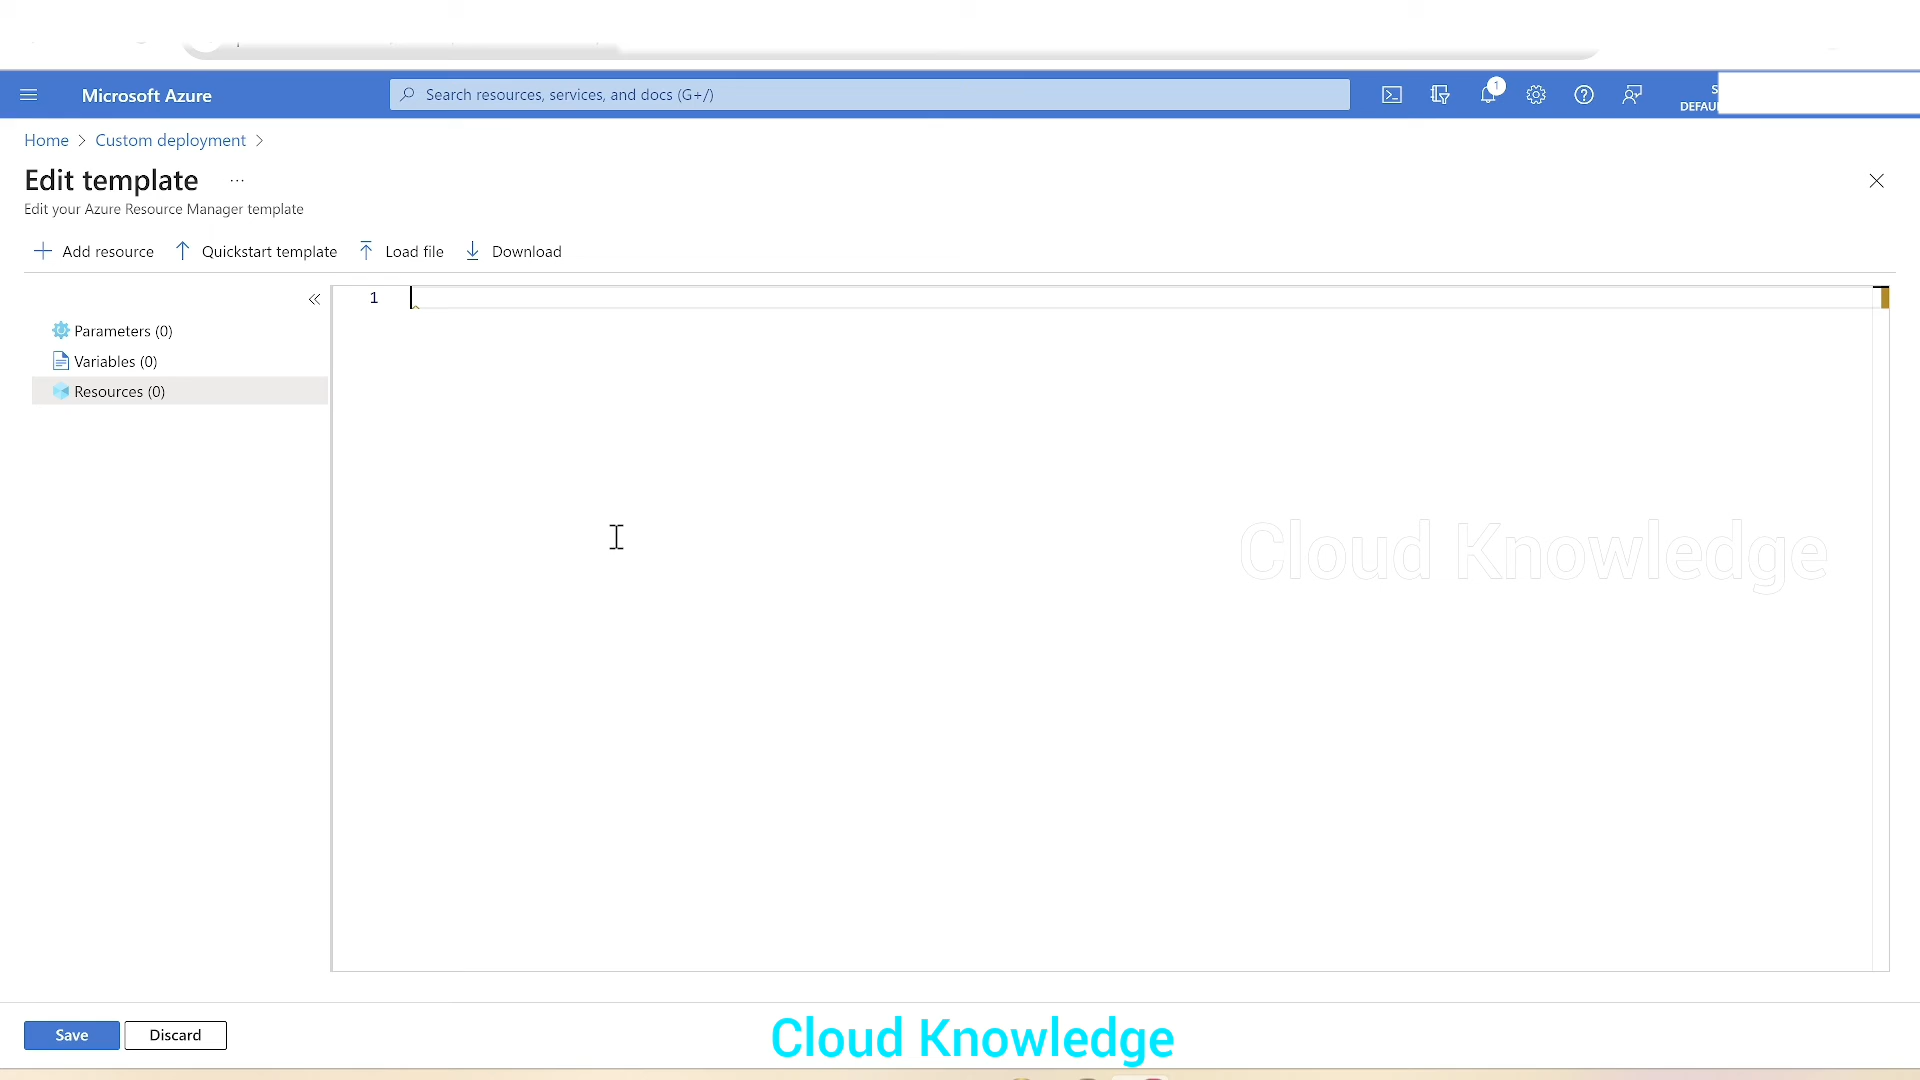 Microsoft Azure
Search resources, services, and docs (G+/)
1
DEFAU
Home > Custom deployment >
Edit template ...
Edit your Azure Resource Manager template
Add resource
Quickstart template
Load file
Download
«
1
Parameters (0)
Variables (0)
Resources (0)
Cloud Knowledge
Save
Discard
Cloud Knowledge